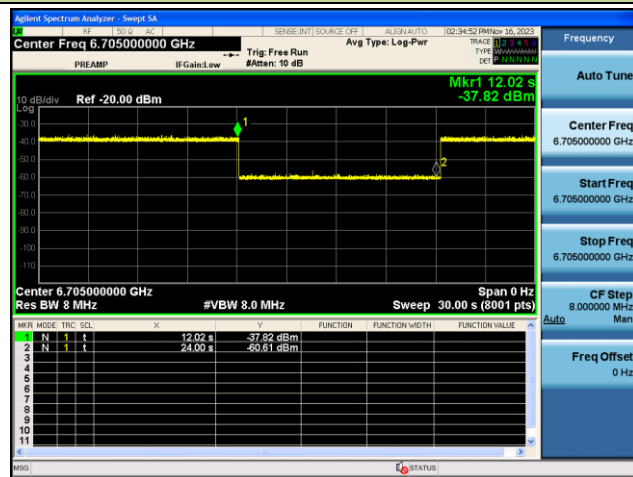 Agilent Spectrum Analyzer - Swept SA
RF 50 Ω AC SENSE:INT SOURCE OFF ALIGN AUTO 02:34:52 PM Nov 16, 2023
Center Freq 6.705000000 GHz Avg Type: Log-Pwr TRACE 1 2 3 4 5 6
TYPE
PREAMP IFGain:Low Trig: Free Run #Atten: 10 dB DET P N N N N N
Mkr1 12.02 s
-37.82 dBm
10 dB/div Ref -20.00 dBm
Log
-30.0
-40.0
-50.0
-60.0
-70.0
-80.0
-90.0
-100
-110
1
2
Center 6.705000000 GHz Span 0 Hz
Res BW 8 MHz #VBW 8.0 MHz Sweep 30.00 s (8001 pts)
MKR MODE TRC SCL X Y FUNCTION FUNCTION WIDTH FUNCTION VALUE
1 N 1 t 12.02 s -37.82 dBm
2 N 1 t 24.00 s -60.61 dBm
3
4
5
6
7
8
9
10
11
MSG STATUS
Frequency
Auto Tune
Center Freq
6.705000000 GHz
Start Freq
6.705000000 GHz
Stop Freq
6.705000000 GHz
CF Step
8.000000 MHz
Auto Man
Freq Offset
0 Hz